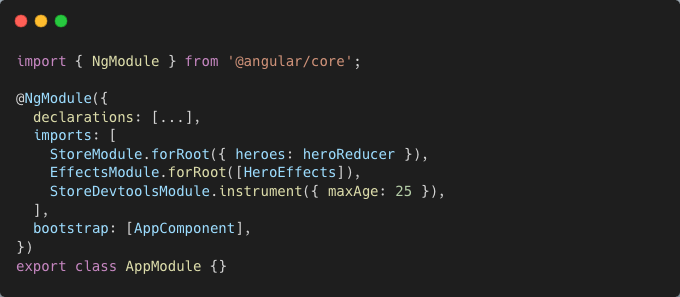 import { NgModule } from '@angular/core';

@NgModule({
  declarations: [...],
  imports: [
    StoreModule.forRoot({ heroes: heroReducer }),
    EffectsModule.forRoot([HeroEffects]),
    StoreDevtoolsModule.instrument({ maxAge: 25 }),
  ],
  bootstrap: [AppComponent],
})
export class AppModule {}